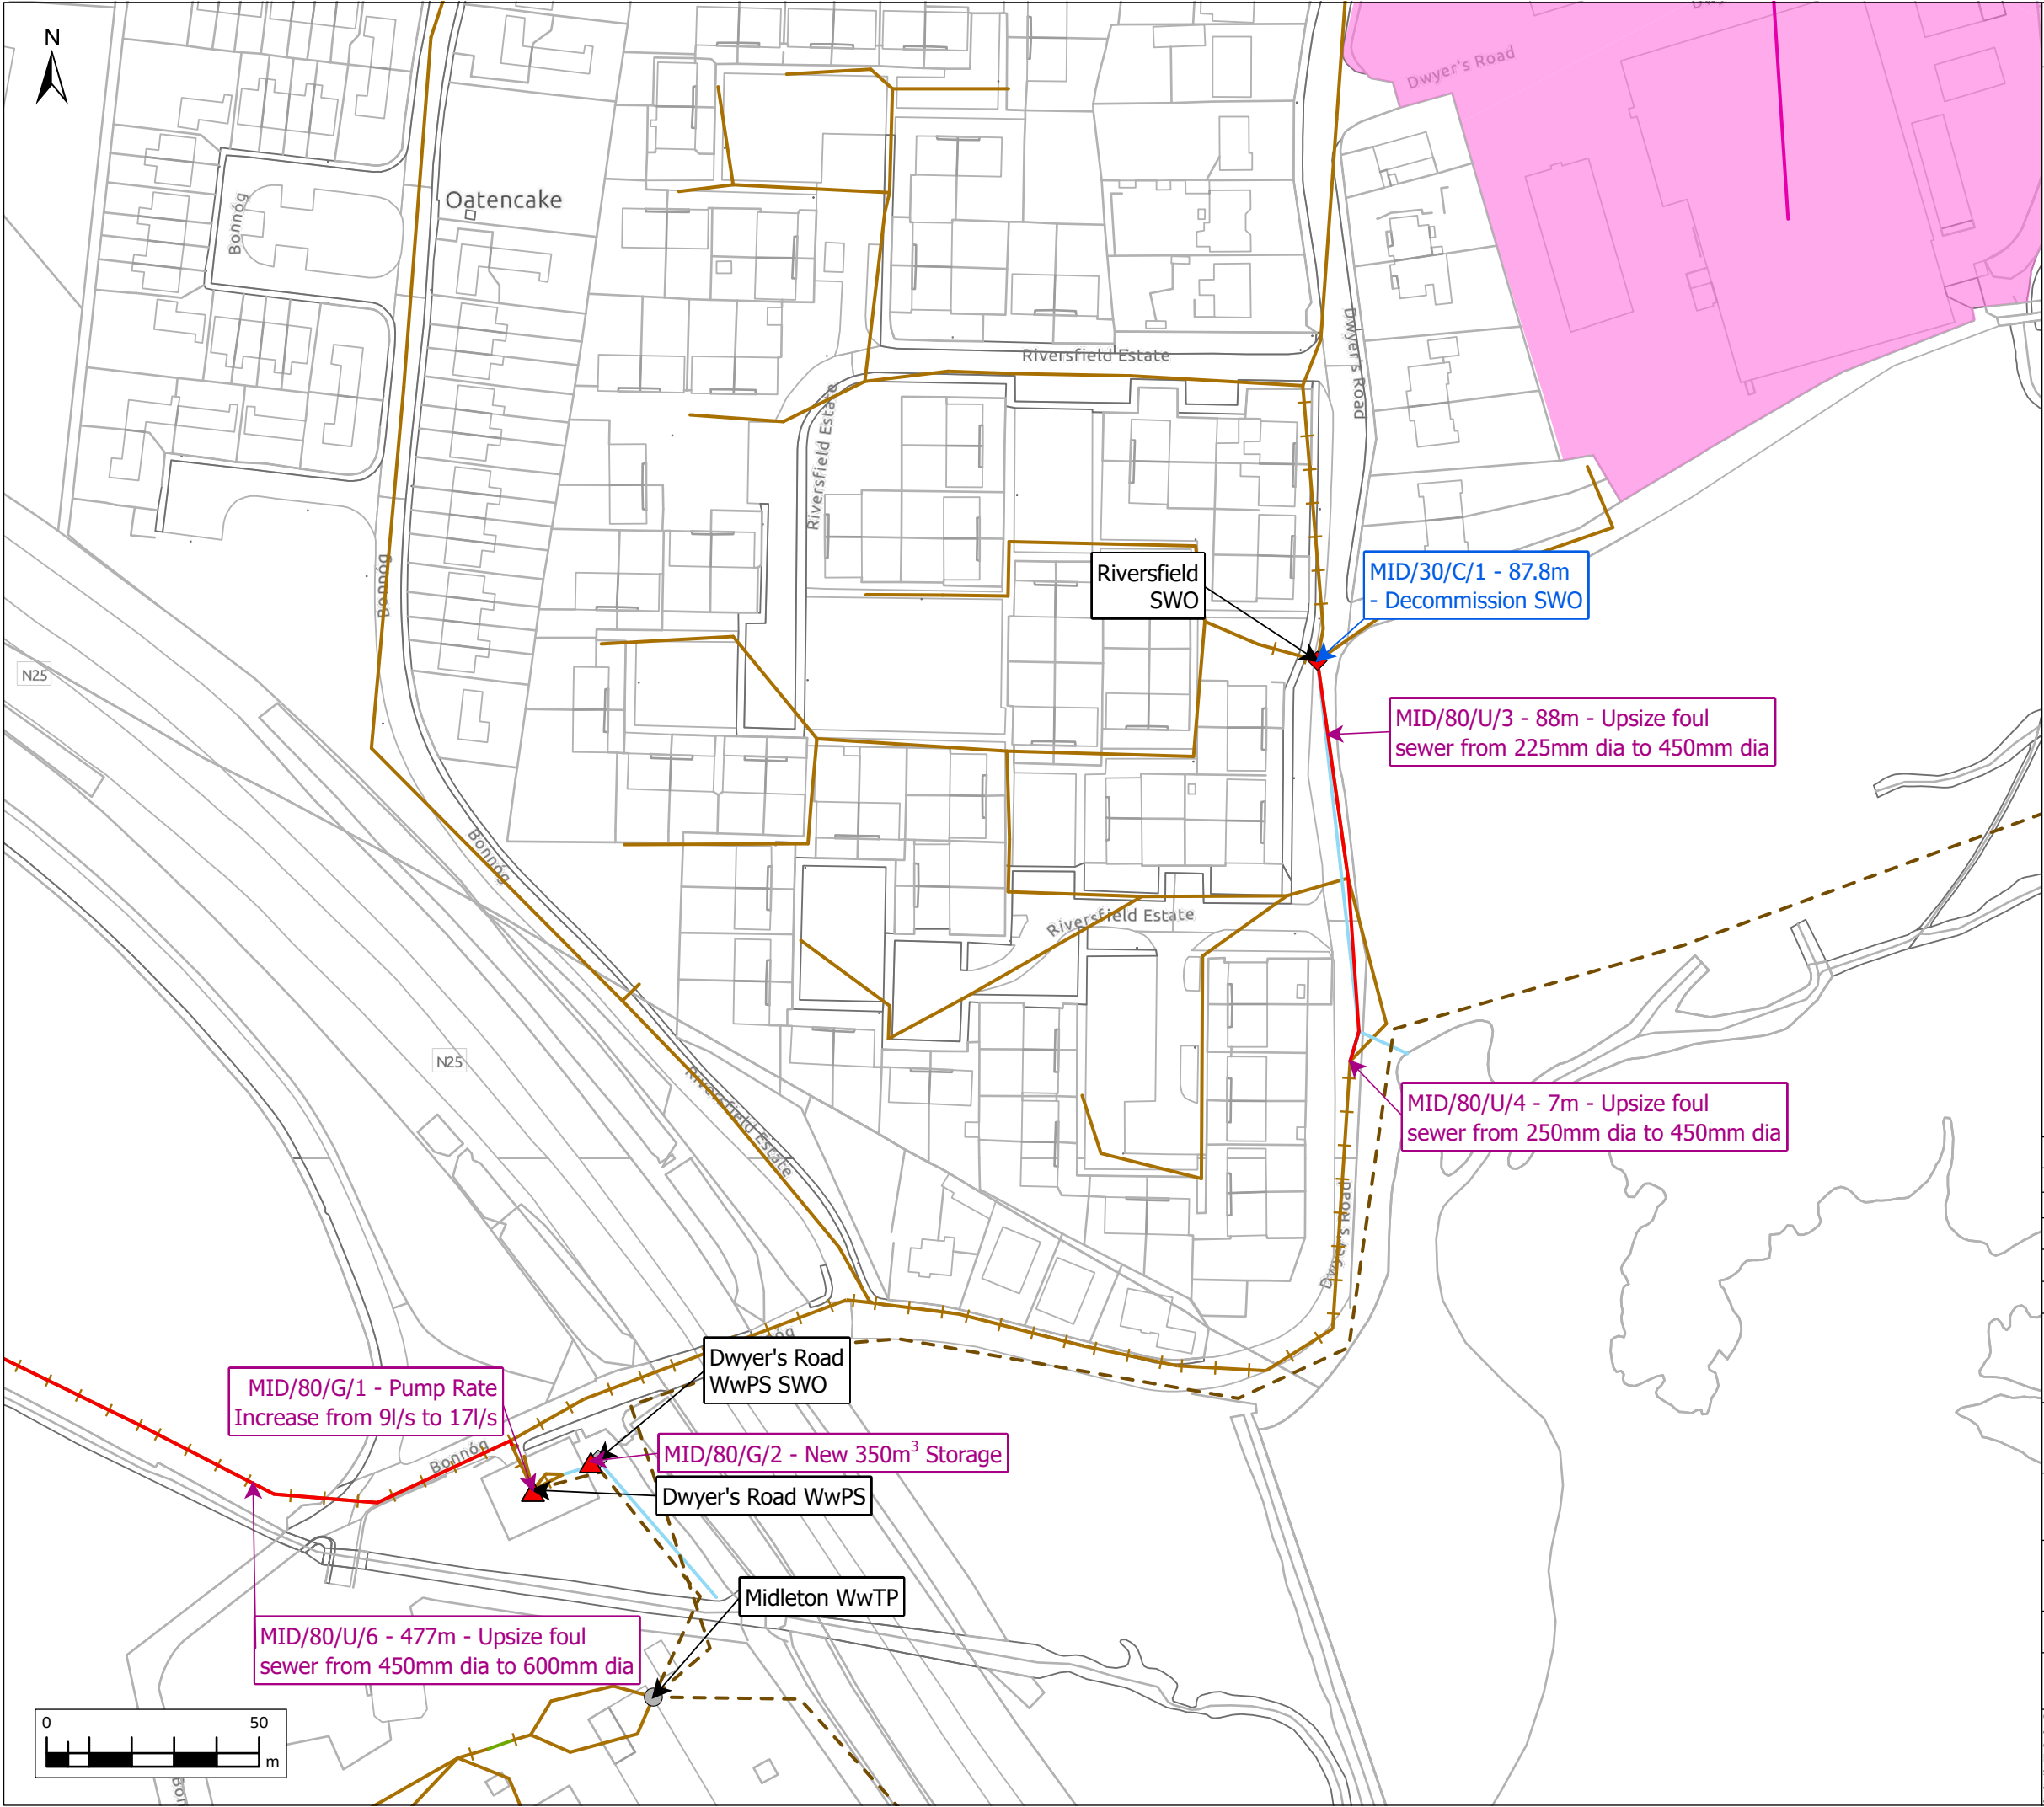 N
Dwyer's Road
Oatencake
Bonnóg
Riversfield Estate
Dwyer's Road
Riversfield Estate
Bonnóg
Riversfield
SWO
MID/30/C/1 - 87.8m
- Decommission SWO
N25
MID/80/U/3 - 88m - Upsize foul
sewer from 225mm dia to 450mm dia
Bonnóg
Riversfield Estate
N25
Riversfield Estate
MID/80/U/4 - 7m - Upsize foul
sewer from 250mm dia to 450mm dia
Dwyer's Road
Dwyer's Road
WwPS SWO
MID/80/G/1 - Pump Rate
Increase from 9l/s to 17l/s
Bonnóg
MID/80/G/2 - New 350m³ Storage
Dwyer's Road WwPS
Midleton WwTP
MID/80/U/6 - 477m - Upsize foul
sewer from 450mm dia to 600mm dia
0 50
m